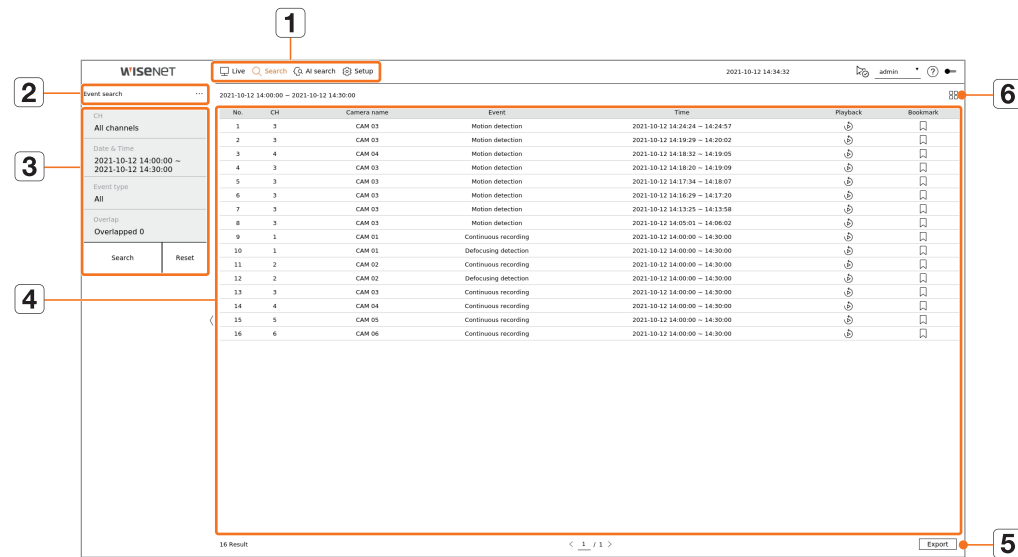 1
WISENET
Live Search AI search Setup
2021-10-12 14:34:32
admin
?
2
Event search ...
2021-10-12 14:00:00 ~ 2021-10-12 14:30:00
6
CH
All channels
Date & Time
2021-10-12 14:00:00 ~
2021-10-12 14:30:00
Event type
All
Overlap
Overlapped 0
Search Reset
3
No. CH Camera name Event Time Playback Bookmark
1 3 CAM 03 Motion detection 2021-10-12 14:24:24 ~ 14:24:57
2 3 CAM 03 Motion detection 2021-10-12 14:19:29 ~ 14:20:02
3 4 CAM 04 Motion detection 2021-10-12 14:18:32 ~ 14:19:05
4 3 CAM 03 Motion detection 2021-10-12 14:18:20 ~ 14:19:09
5 3 CAM 03 Motion detection 2021-10-12 14:17:34 ~ 14:18:07
6 3 CAM 03 Motion detection 2021-10-12 14:16:29 ~ 14:17:20
7 3 CAM 03 Motion detection 2021-10-12 14:13:25 ~ 14:13:58
8 3 CAM 03 Motion detection 2021-10-12 14:05:01 ~ 14:06:02
9 1 CAM 01 Continuous recording 2021-10-12 14:00:00 ~ 14:30:00
10 1 CAM 01 Defocusing detection 2021-10-12 14:00:00 ~ 14:30:00
11 2 CAM 02 Continuous recording 2021-10-12 14:00:00 ~ 14:30:00
12 2 CAM 02 Defocusing detection 2021-10-12 14:00:00 ~ 14:30:00
13 3 CAM 03 Continuous recording 2021-10-12 14:00:00 ~ 14:30:00
14 4 CAM 04 Continuous recording 2021-10-12 14:00:00 ~ 14:30:00
15 5 CAM 05 Continuous recording 2021-10-12 14:00:00 ~ 14:30:00
16 6 CAM 06 Continuous recording 2021-10-12 14:00:00 ~ 14:30:00
4
16 Result
< 1 / 1 >
Export
5